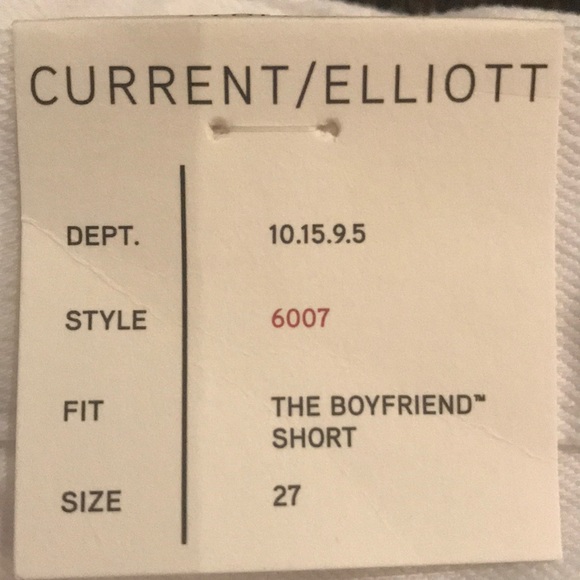 CURRENT/ELLIOTT
DEPT. 10.15.9.5
STYLE 6007
FIT THE BOYFRIEND™
SHORT
SIZE 27